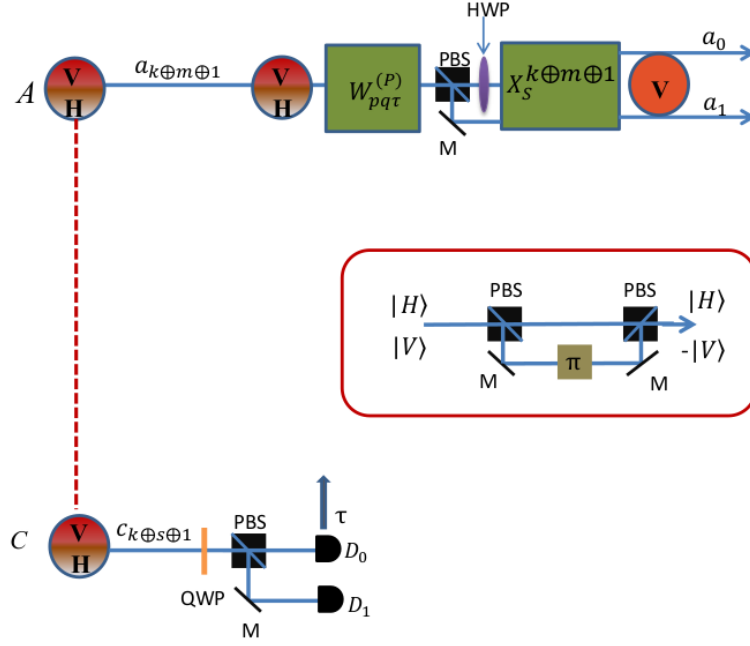 HWP
A
V
H
a_{k⊕m⊕1}
V
H
W_{pqτ}^{(P)}
PBS
M
X_S^{k⊕m⊕1}
V
a_0
a_1
|H⟩
|V⟩
PBS
M
π
PBS
M
|H⟩
-|V⟩
C
V
H
c_{k⊕s⊕1}
QWP
PBS
M
τ
D_0
D_1